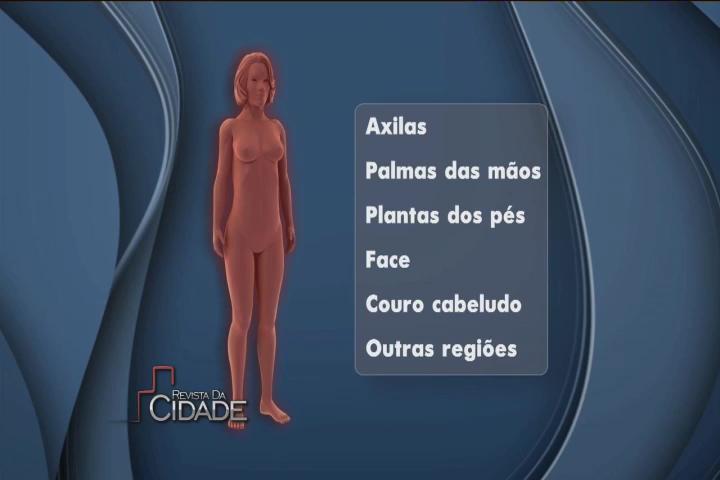 Axilas
Palmas das mãos
Plantas dos pés
Face
Couro cabeludo
Outras regiões
REVISTA DA
CIDADE